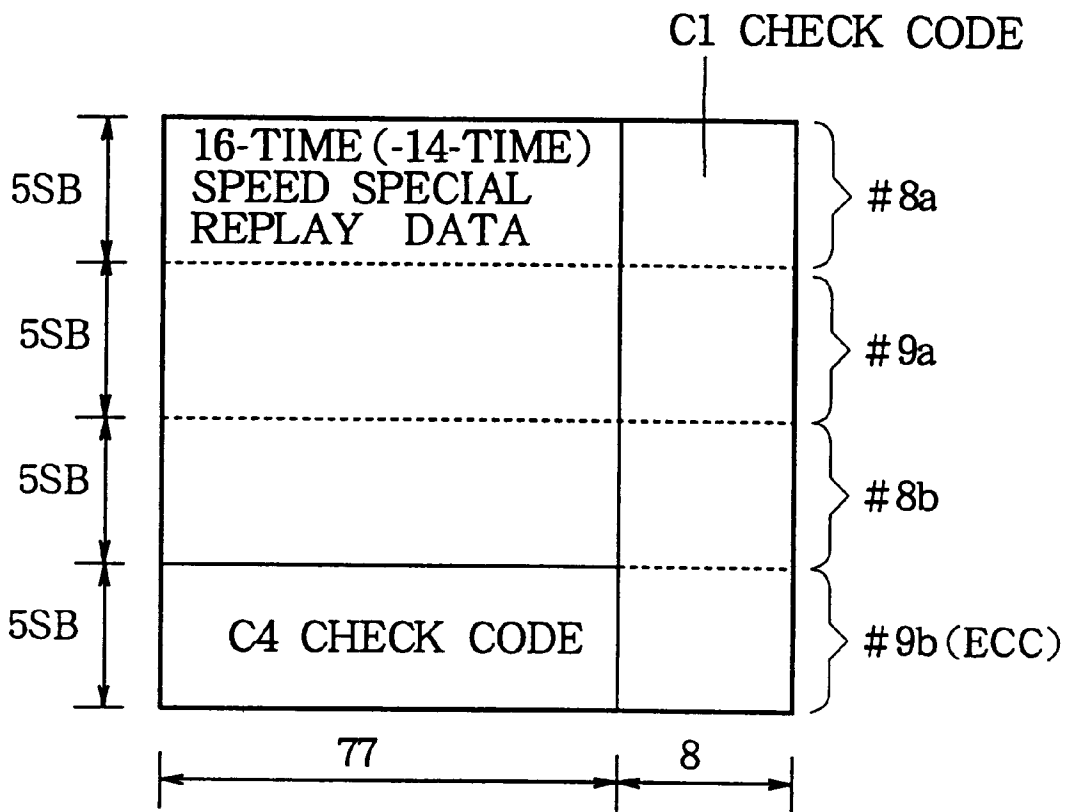 C1 CHECK CODE
16-TIME (-14-TIME)
SPEED SPECIAL
REPLAY DATA
5SB
#8a
5SB
#9a
5SB
#8b
5SB
C4 CHECK CODE
#9b (ECC)
77
8